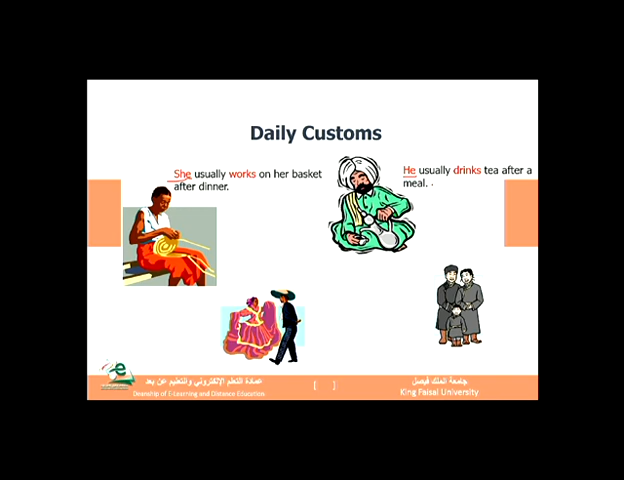 Daily Customs
She usually works on her basket
after dinner.
He usually drinks tea after a
meal.
عمادة التعلم الإلكتروني والتعليم عن بعد
Deanship of E-Learning and Distance Education
[ ]
جامعة الملك فيصل
King Faisal University